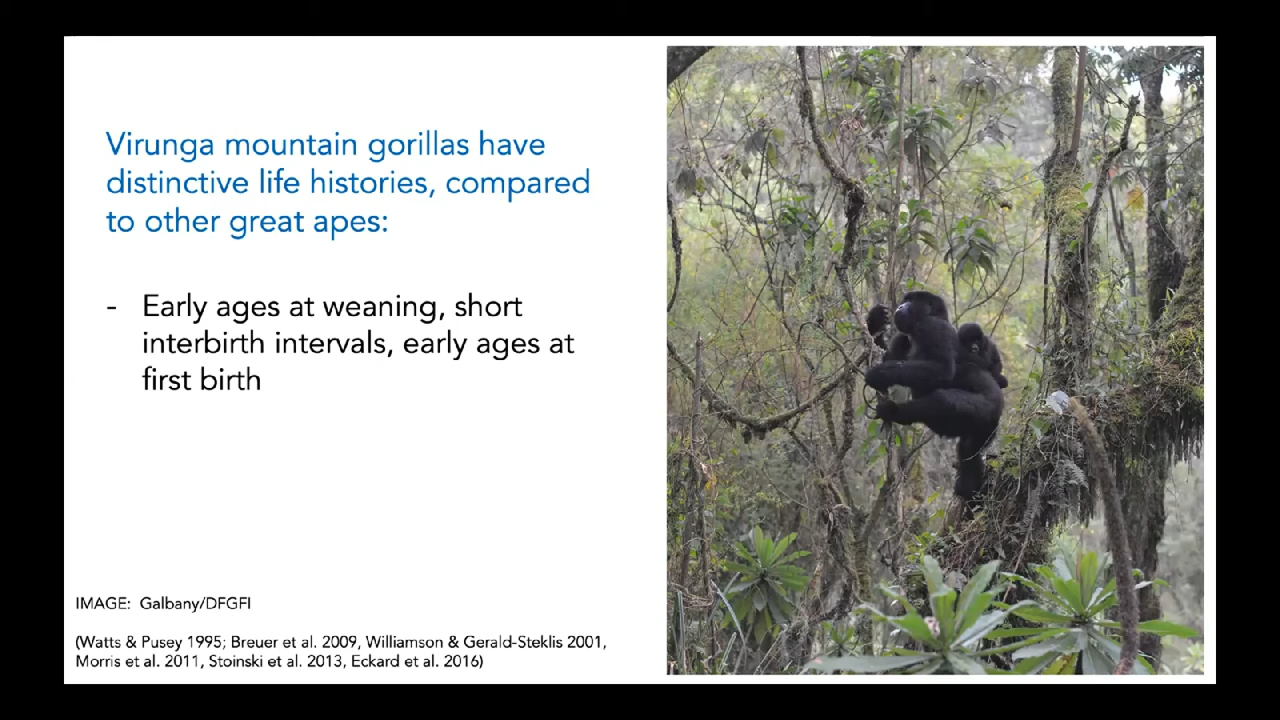 Virunga mountain gorillas have
distinctive life histories, compared
to other great apes:
- Early ages at weaning, short
interbirth intervals, early ages at
first birth
IMAGE: Galbany/DFGFI
(Watts & Pusey 1995; Breuer et al. 2009, Williamson & Gerald-Steklis 2001,
Morris et al. 2011, Stoinski et al. 2013, Eckard et al. 2016)